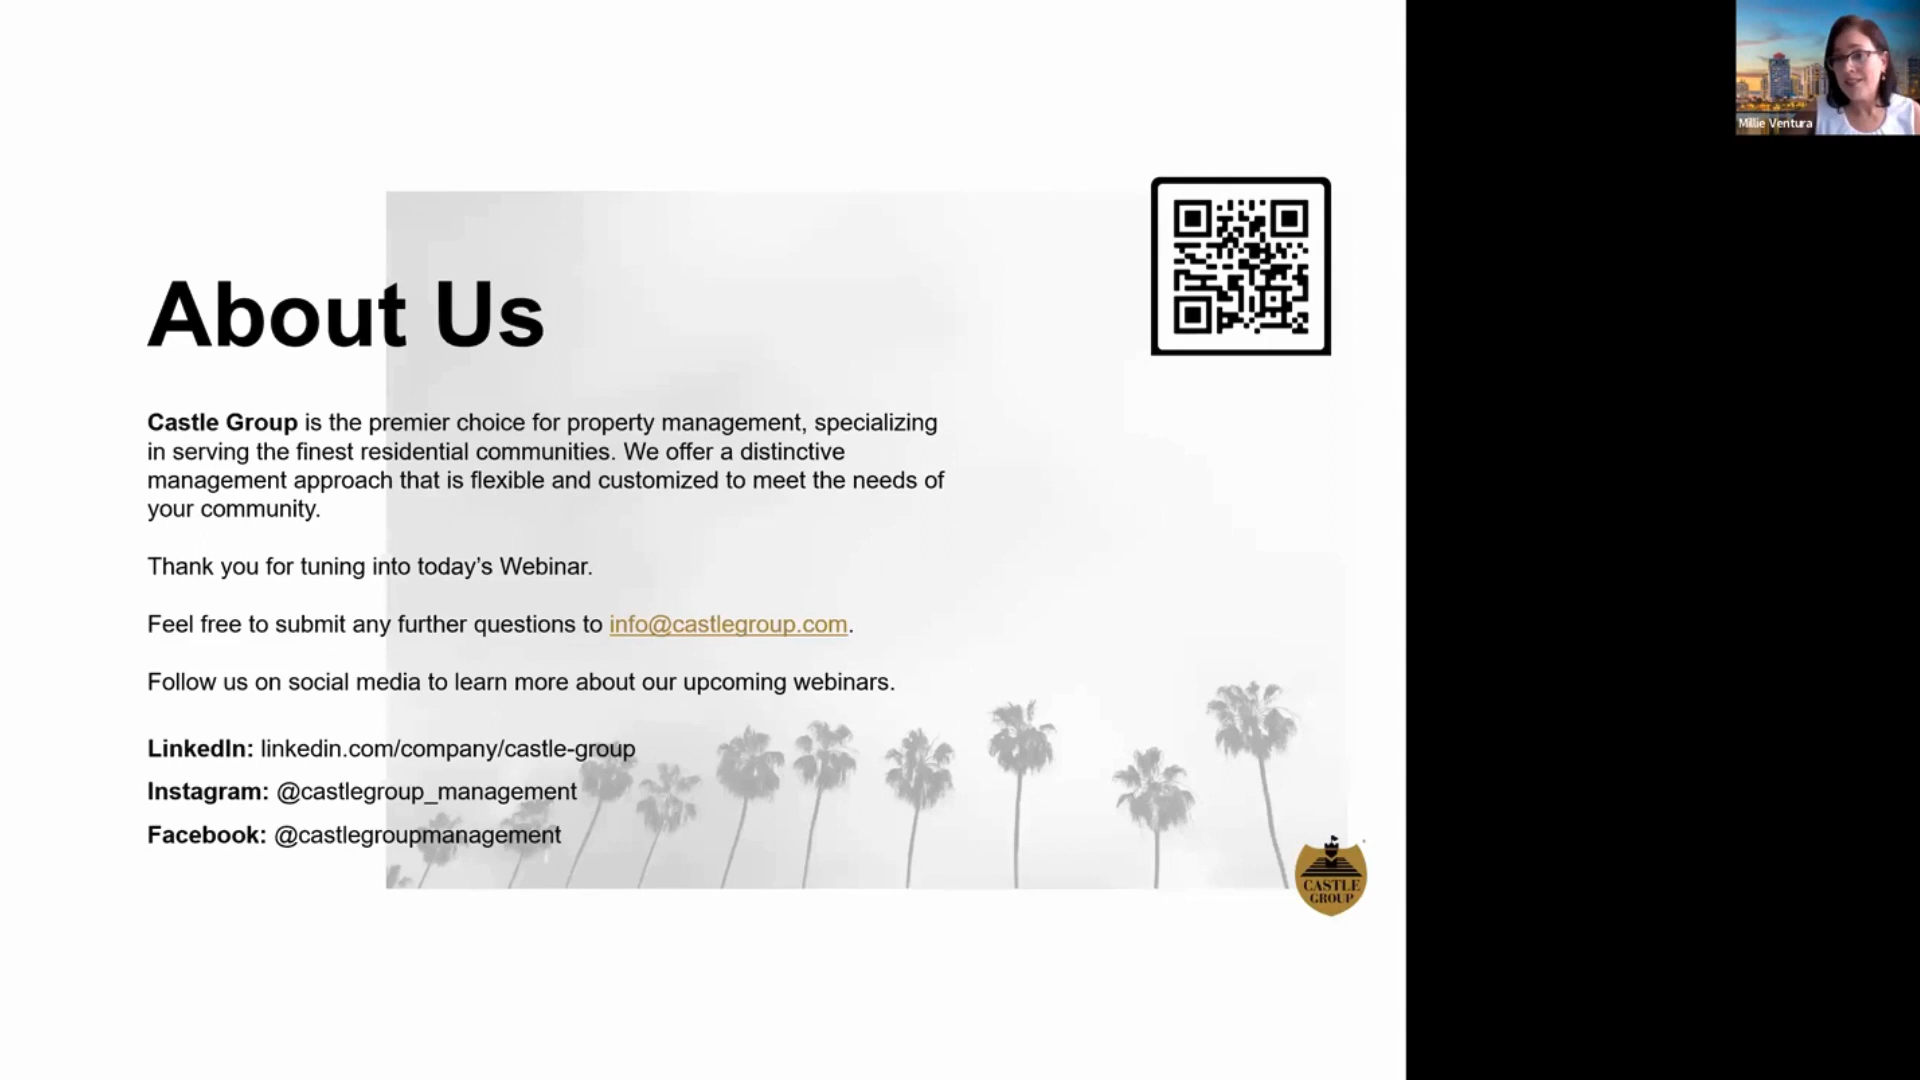 Millie Ventura
About Us
Castle Group is the premier choice for property management, specializing
in serving the finest residential communities. We offer a distinctive
management approach that is flexible and customized to meet the needs of
your community.
Thank you for tuning into today’s Webinar.
Feel free to submit any further questions to info@castlegroup.com.
Follow us on social media to learn more about our upcoming webinars.
LinkedIn: linkedin.com/company/castle-group
Instagram: @castlegroup_management
Facebook: @castlegroupmanagement
CASTLE
GROUP